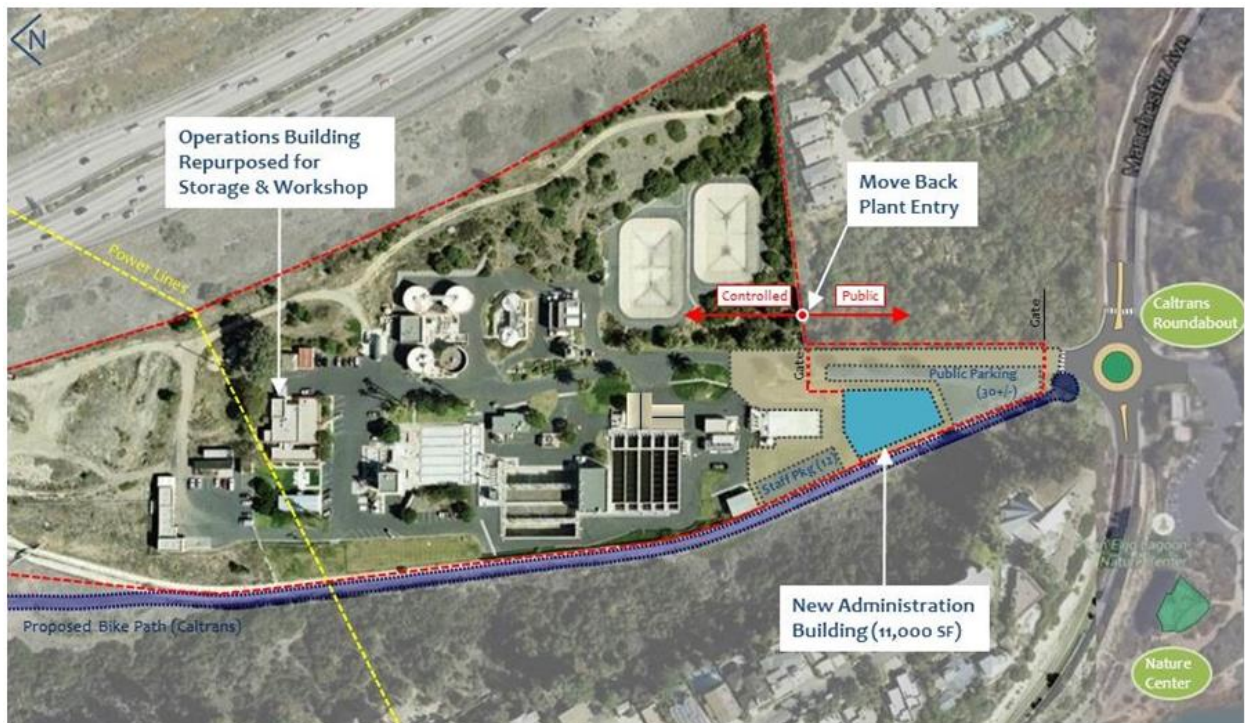 N
Operations Building
Repurposed for
Storage & Workshop
Manchester Ave
Move Back
Plant Entry
Power Lines
Controlled
Public
Gate
Caltrans
Roundabout
Gate
Public Parking
(30+/-)
Staff Pkg (12)
Nature Center
New Administration
Building (11,000 SF)
Proposed Bike Path (Caltrans)
Nature
Center